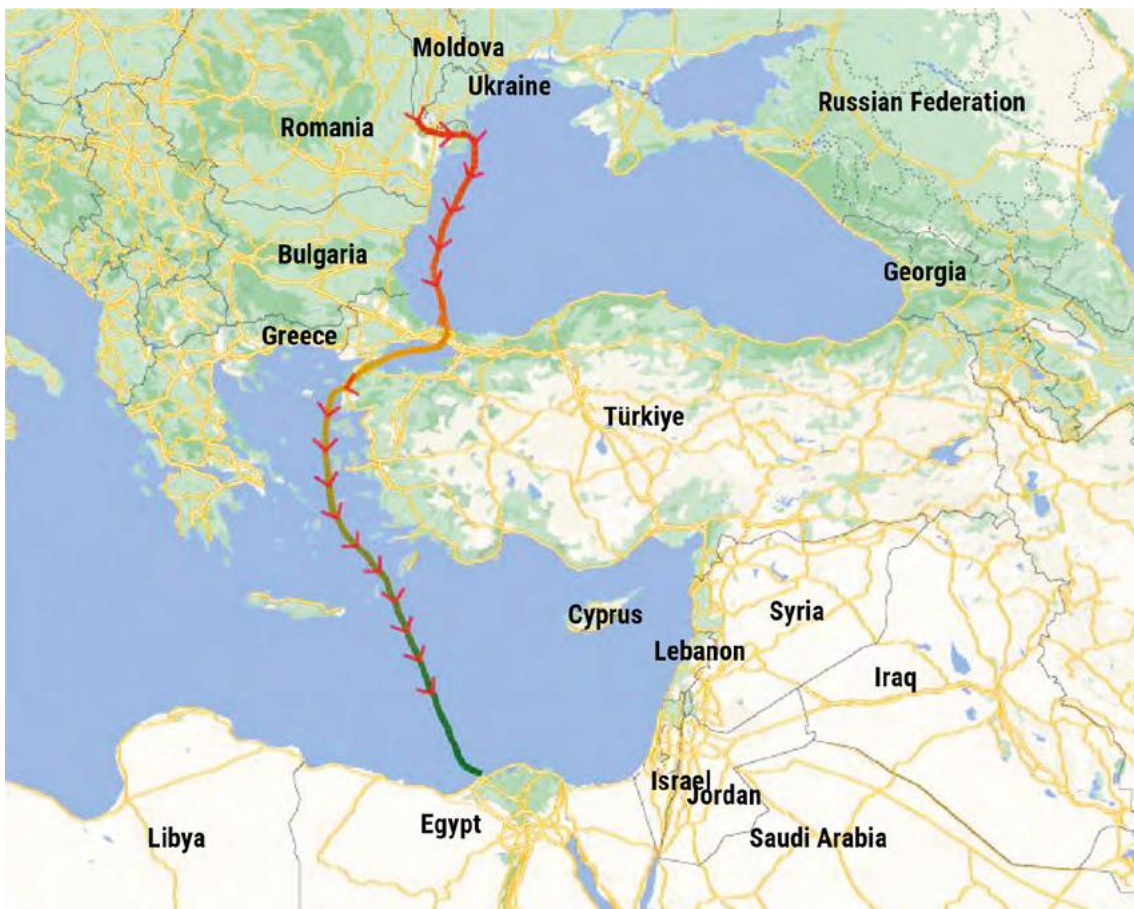 Moldova
Ukraine
Russian Federation
Romania
Bulgaria
Georgia
Greece
Türkiye
Cyprus
Syria
Lebanon
Iraq
Israel
Jordan
Egypt
Libya
Saudi Arabia